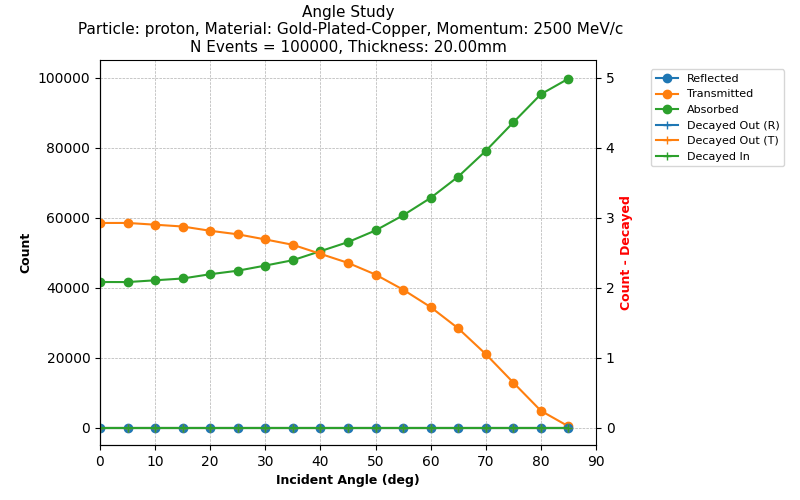 Angle Study
Particle: proton, Material: Gold-Plated-Copper, Momentum: 2500 MeV/c
N Events = 100000, Thickness: 20.00mm
100000
80000
60000
40000
20000
0
Count
0 10 20 30 40 50 60 70 80 90
Incident Angle (deg)
5
4
3
2
1
0
Count - Decayed
Reflected
Transmitted
Absorbed
Decayed Out (R)
Decayed Out (T)
Decayed In